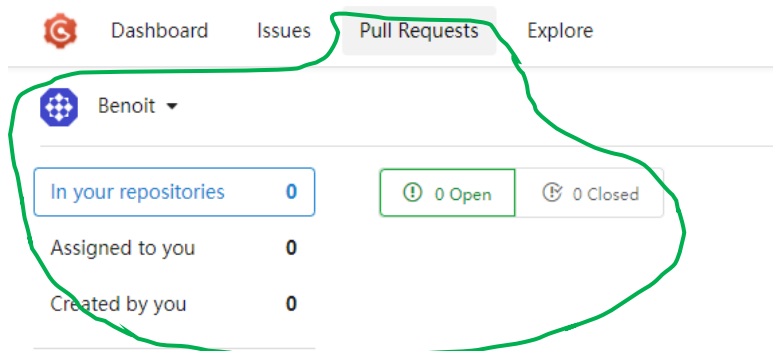 Dashboard Issues Pull Requests Explore
Benoit
In your repositories 0
0 Open 0 Closed
Assigned to you 0
Created by you 0